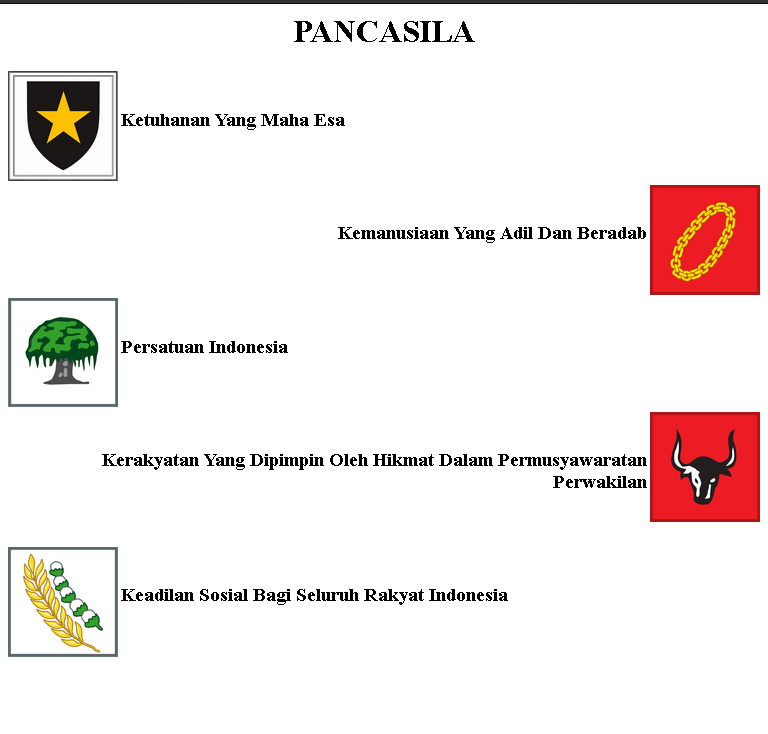 PANCASILA
Ketuhanan Yang Maha Esa
Kemanusiaan Yang Adil Dan Beradab
Persatuan Indonesia
Kerakyatan Yang Dipimpin Oleh Hikmat Dalam Permusyawaratan
Perwakilan
Keadilan Sosial Bagi Seluruh Rakyat Indonesia